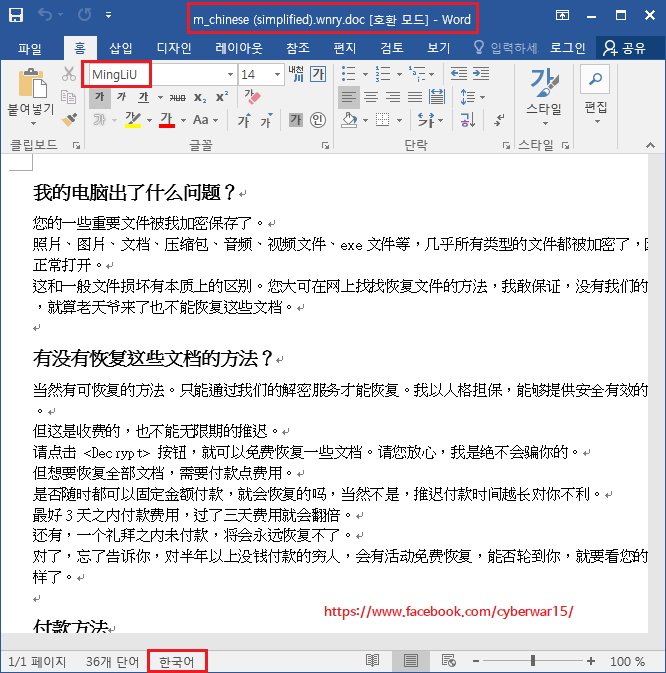 m_chinese (simplified).wnry.doc [호환 모드] - Word
파일 홈 삽입 디자인 레이아웃 참조 편지 검토 보기 입력하세 로그인 공유
MingLiU 14 내천 가
붙여넣기 가 가 가 가나다 X₂ X² 스타일 편집
가 가 가 Aa 가 가 가
클립보드 글꼴 단락 스타일
我的电脑出了什么问题？
您的一些重要文件被我加密保存了。
照片、图片、文档、压缩包、音频、视频文件、exe 文件等，几乎所有类型的文件都被加密了，因
正常打开。
这和一般文件损坏有本质上的区别。您大可在网上找找恢复文件的方法，我敢保证，没有我们的
，就算老天爷来了也不能恢复这些文档。
有没有恢复这些文档的方法？
当然有可恢复的方法。只能通过我们的解密服务才能恢复。我以人格担保，能够提供安全有效的
。
但这是收费的，也不能无限期的推迟。
请点击 <Decrypt> 按钮，就可以免费恢复一些文档。请您放心，我是绝不会骗你的。
但想要恢复全部文档，需要付款点费用。
是否随时都可以固定金额付款，就会恢复的吗，当然不是，推迟付款时间越长对你不利。
最好 3 天之内付款费用，过了三天费用就会翻倍。
还有，一个礼拜之内未付款，将会永远恢复不了。
对了，忘了告诉你，对半年以上没钱付款的穷人，会有活动免费恢复，能否轮到你，就要看您的
样了。
https://www.facebook.com/cyberwar15/
付款方法
1/1 페이지 36개 단어 한국어 100 %